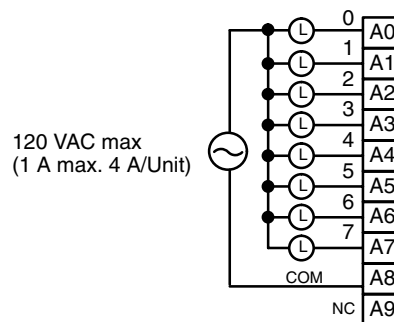 0 A0
1 A1
2 A2
3 A3
4 A4
5 A5
6 A6
7 A7
COM A8
NC A9
L
L
L
L
L
L
L
L
120 VAC max
(1 A max. 4 A/Unit)